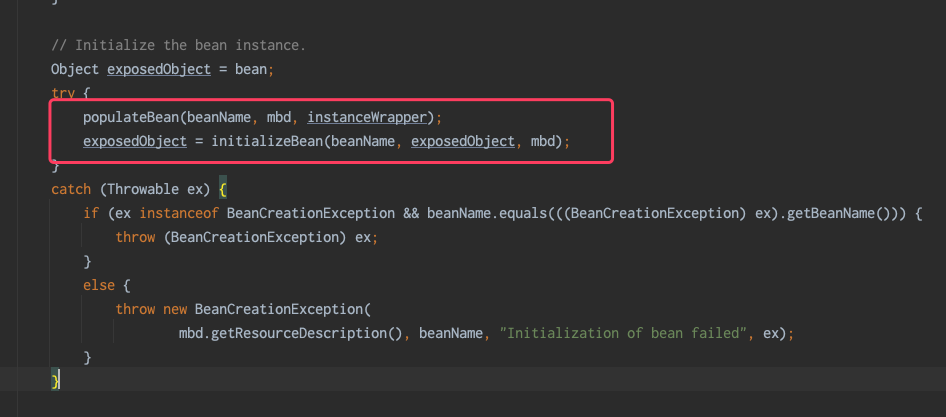 }
// Initialize the bean instance.
Object exposedObject = bean;
try {
populateBean(beanName, mbd, instanceWrapper);
exposedObject = initializeBean(beanName, exposedObject, mbd);
}
catch (Throwable ex) {
if (ex instanceof BeanCreationException && beanName.equals(((BeanCreationException) ex).getBeanName())) {
throw (BeanCreationException) ex;
}
else {
throw new BeanCreationException(
mbd.getResourceDescription(), beanName, "Initialization of bean failed", ex);
}
}